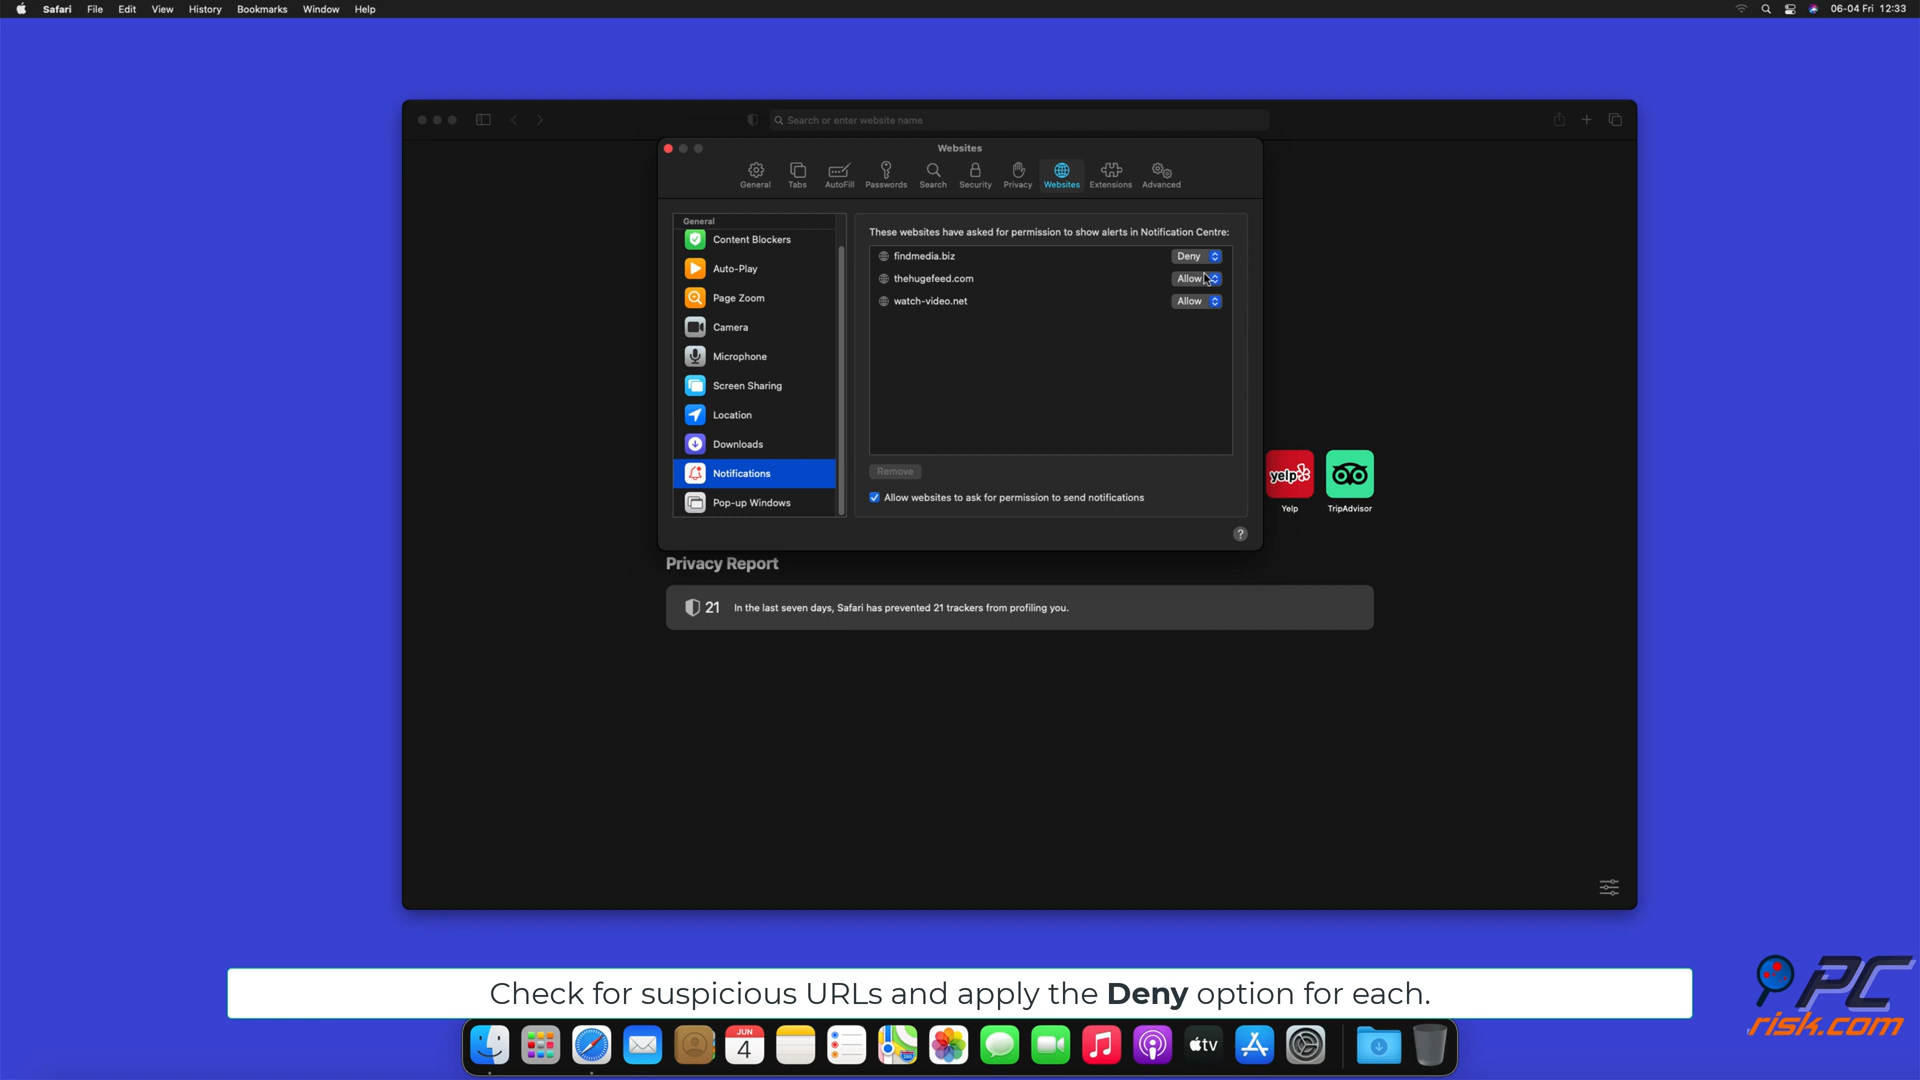 Safari File Edit View History Bookmarks Window Help
06-04 Fri 12:33
Search or enter website name
Websites
General Tabs AutoFill Passwords Search Security Privacy Websites Extensions Advanced
General
Content Blockers
Auto-Play
Page Zoom
Camera
Microphone
Screen Sharing
Location
Downloads
Notifications
Pop-up Windows
These websites have asked for permission to show alerts in Notification Centre:
findmedia.biz Deny
thehugefeed.com Allow
watch-video.net Allow
Remove
Allow websites to ask for permission to send notifications
?
yelp
Yelp TripAdvisor
Privacy Report
21 In the last seven days, Safari has prevented 21 trackers from profiling you.
Check for suspicious URLs and apply the Deny option for each.
PC
risk.com
JUN
4
tv